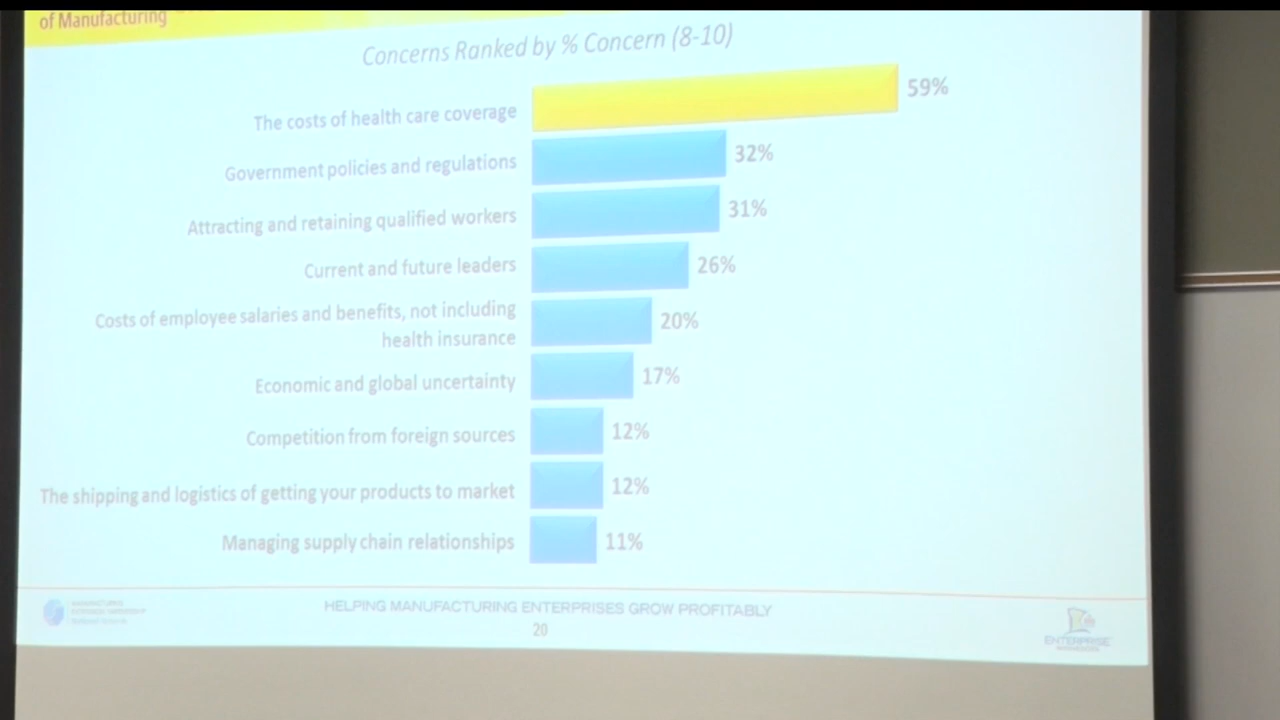 of Manufacturing
Concerns Ranked by % Concern (8-10)
The costs of health care coverage 59%
Government policies and regulations 32%
Attracting and retaining qualified workers 31%
Current and future leaders 26%
Costs of employee salaries and benefits, not including
health insurance 20%
Economic and global uncertainty 17%
Competition from foreign sources 12%
The shipping and logistics of getting your products to market 12%
Managing supply chain relationships 11%
HELPING MANUFACTURING ENTERPRISES GROW PROFITABLY
20
MANUFACTURING
EXTENSION PARTNERSHIP
ENTERPRISE